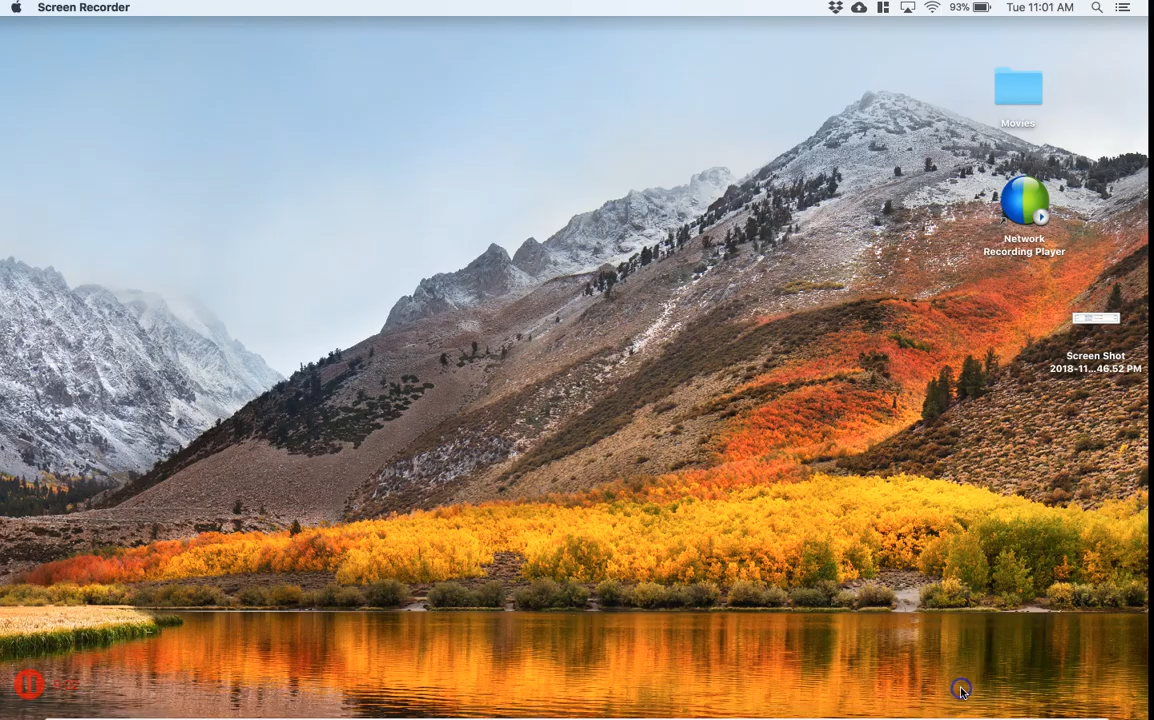 Screen Recorder
93%
Tue 11:01 AM
Movies
Network
Recording Player
Screen Shot
2018-11...46.52 PM